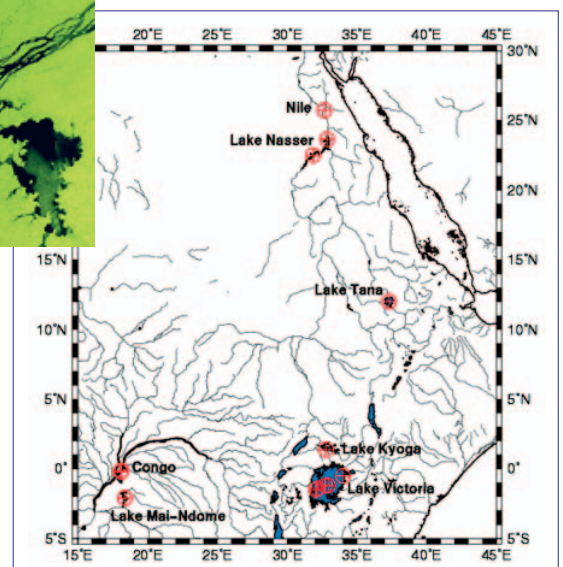 15°E 20°E 25°E 30°E 35°E 40°E 45°E
30°N
Nile
25°N
Lake Nasser
20°N
15°N 15°N
Lake Tana
10°N 10°N
5°N 5°N
Lake Kyoga
0° Congo 0°
Lake Victoria
Lake Mai-Ndome
5°S 5°S
15°E 20°E 25°E 30°E 35°E 40°E 45°E